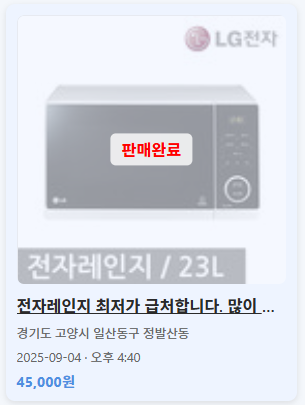 LG전자
판매완료
전자레인지 / 23L
전자레인지 최저가 급처합니다. 많이 ...
경기도 고양시 일산동구 정발산동
2025-09-04 · 오후 4:40
45,000원